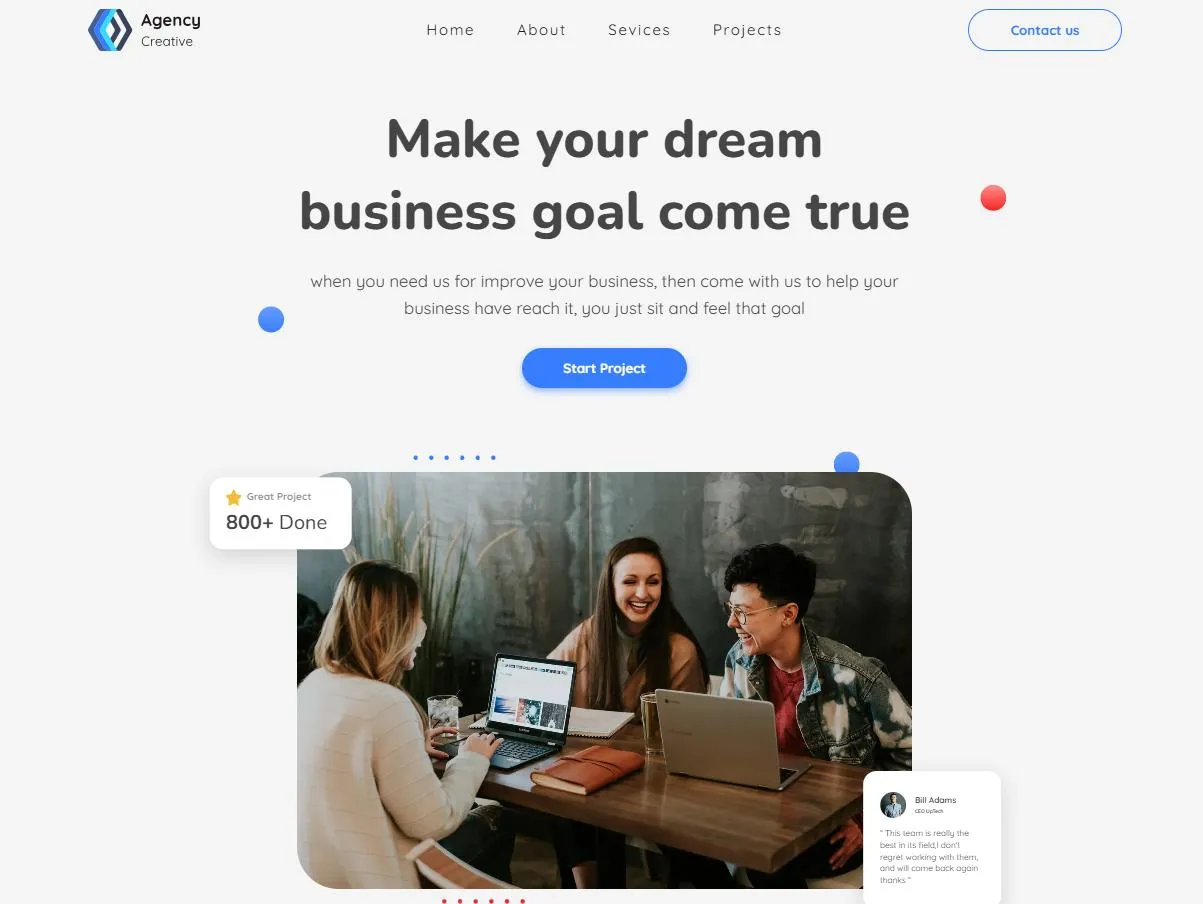 Agency
Creative
Home
About
Sevices
Projects
Contact us
Make your dream
business goal come true
when you need us for improve your business, then come with us to help your
business have reach it, you just sit and feel that goal
Start Project
Great Project
800+ Done
Bill Adams
CEO UpTech
" This team is really the
best in its field,I don't
regret working with them,
and will come back again
thanks "